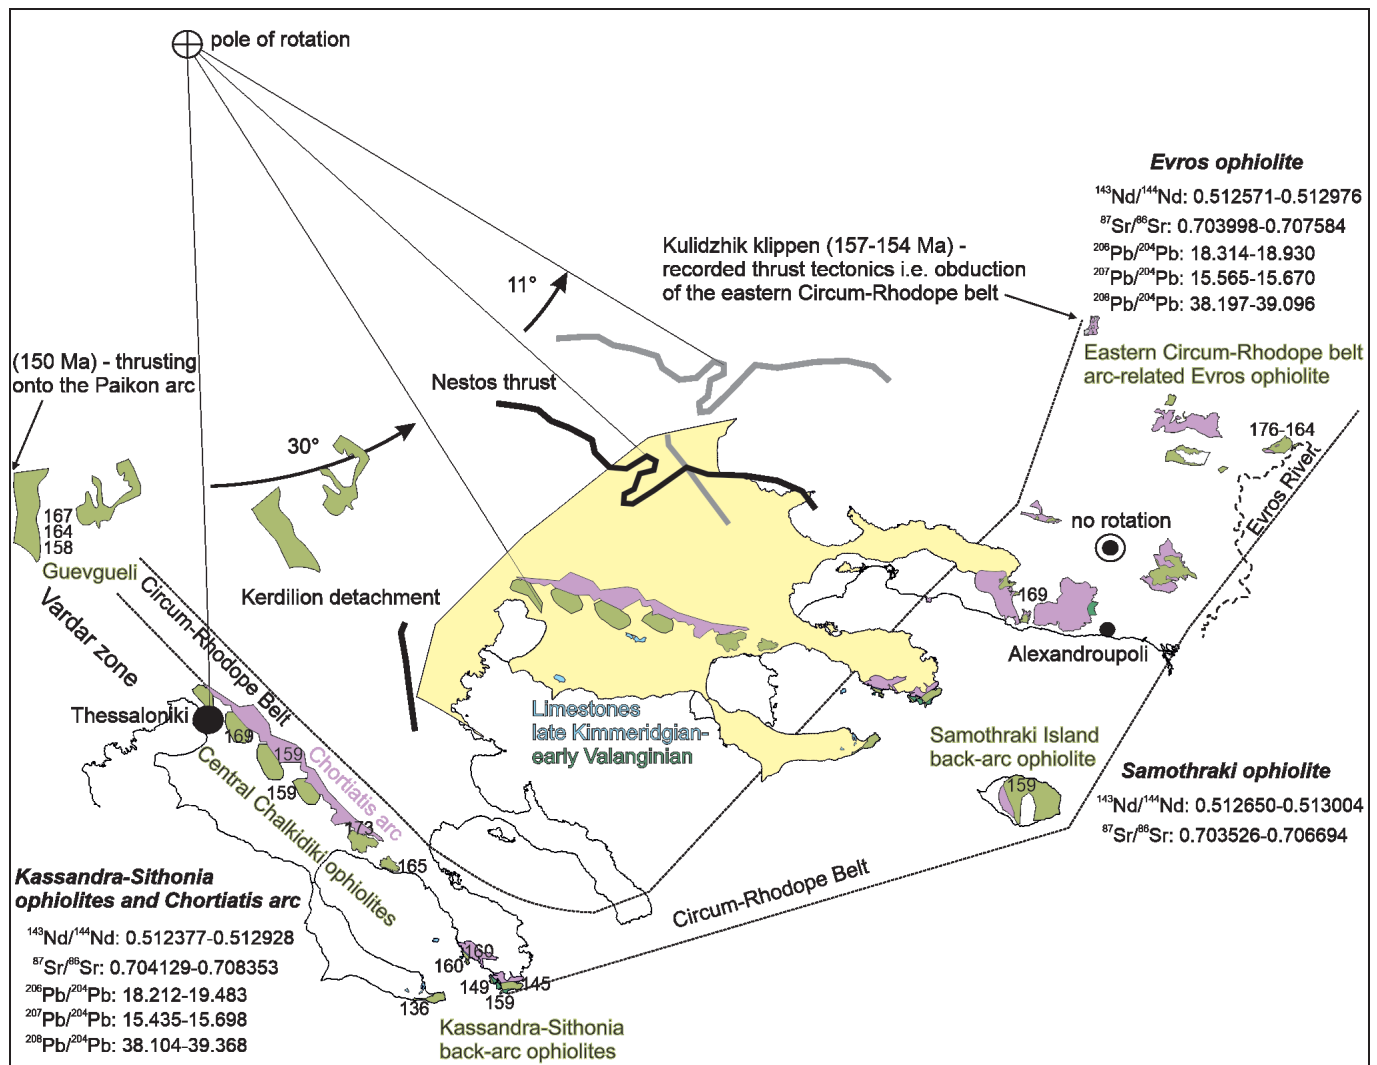 pole of rotation
Evros ophiolite
143Nd/144Nd: 0.512571-0.512976
87Sr/86Sr: 0.703998-0.707584
206Pb/204Pb: 18.314-18.930
207Pb/204Pb: 15.565-15.670
208Pb/204Pb: 38.197-39.096
Kulidzhik klippen (157-154 Ma) -
recorded thrust tectonics i.e. obduction
of the eastern Circum-Rhodope belt
11°
Eastern Circum-Rhodope belt
arc-related Evros ophiolite
(150 Ma) - thrusting
onto the Paikon arc
Nestos thrust
30°
176-164
Evros River
167
164
158
no rotation
Guevgueli
Vardar zone
Circum-Rhodope Belt
Kerdilion detachment
169
Alexandroupoli
Thessaloniki
169
159
159
Chortiatis arc
Central Chalkidiki ophiolites
173
165
Limestones
late Kimmeridgian-
early Valanginian
Samothraki Island
back-arc ophiolite
159
Samothraki ophiolite
143Nd/144Nd: 0.512650-0.513004
87Sr/86Sr: 0.703526-0.706694
Circum-Rhodope Belt
Kassandra-Sithonia
ophiolites and Chortiatis arc
143Nd/144Nd: 0.512377-0.512928
87Sr/86Sr: 0.704129-0.708353
206Pb/204Pb: 18.212-19.483
207Pb/204Pb: 15.435-15.698
208Pb/204Pb: 38.104-39.368
160
160
149
145
159
136
Kassandra-Sithonia
back-arc ophiolites